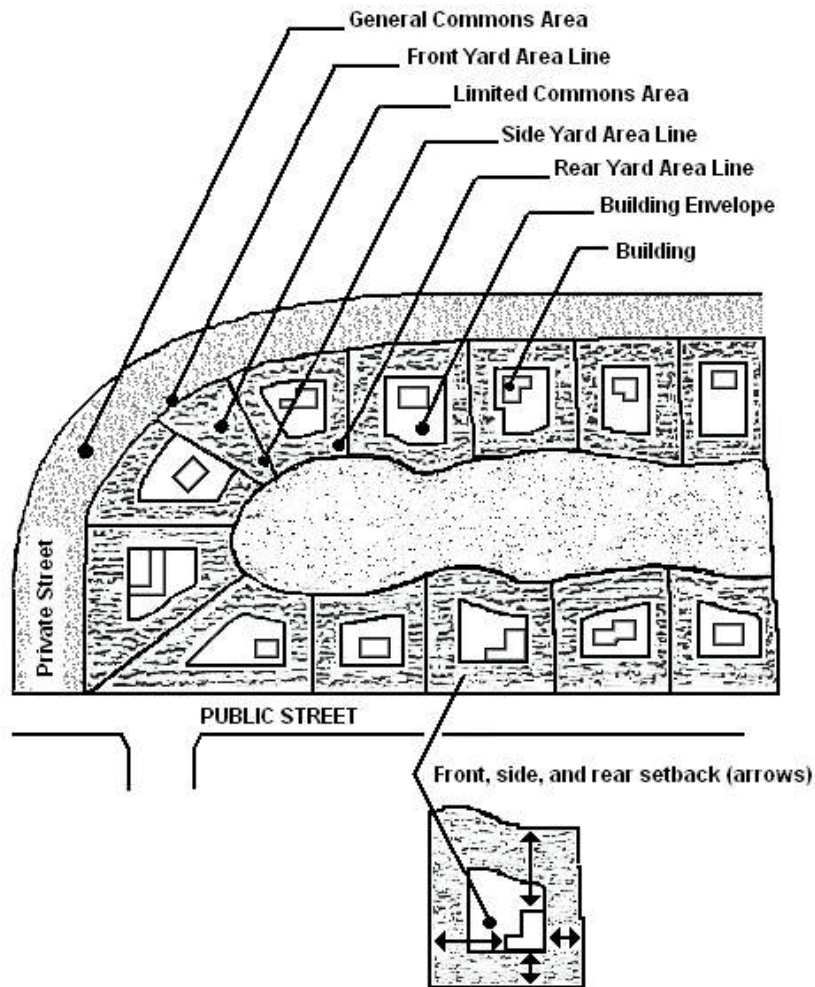 General Commons Area
Front Yard Area Line
Limited Commons Area
Side Yard Area Line
Rear Yard Area Line
Building Envelope
Building
Private Street
PUBLIC STREET
Front, side, and rear setback (arrows)